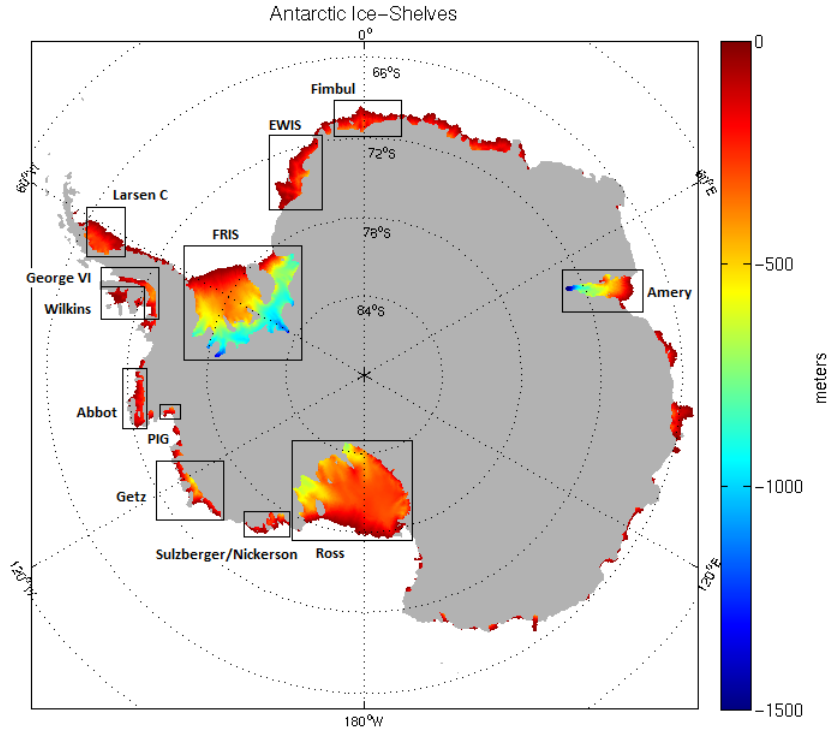 Antarctic Ice-Shelves
0°
66°S
Fimbul
EWIS
72°S
60°W
60°E
Larsen C
78°S
FRIS
George VI
Wilkins
Amery
84°S
Abbot
PIG
Getz
Sulzberger/Nickerson
Ross
120°W
120°E
180°W
0
-500
-1000
-1500
meters